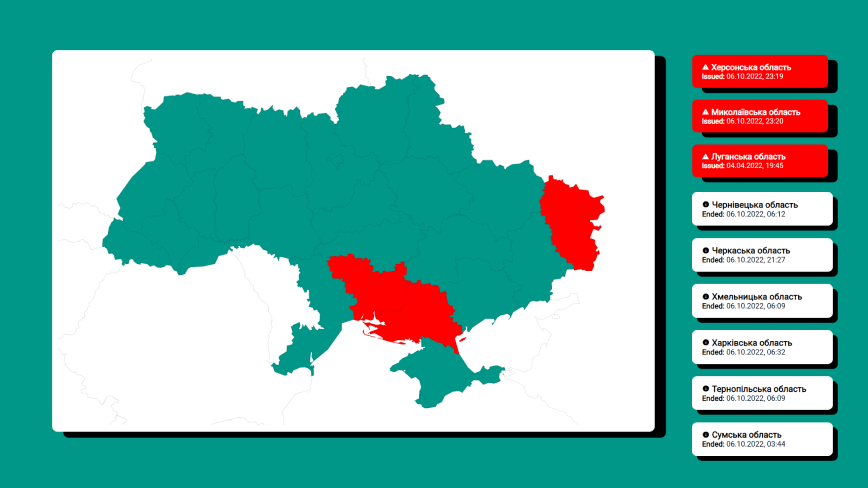 Херсонська область
Issued: 06.10.2022, 23:19
Миколаївська область
Issued: 06.10.2022, 23:20
Луганська область
Issued: 04.04.2022, 19:45
Чернівецька область
Ended: 06.10.2022, 06:12
Черкаська область
Ended: 06.10.2022, 21:27
Хмельницька область
Ended: 06.10.2022, 06:09
Харківська область
Ended: 06.10.2022, 06:32
Тернопільська область
Ended: 06.10.2022, 06:09
Сумська область
Ended: 06.10.2022, 03:44